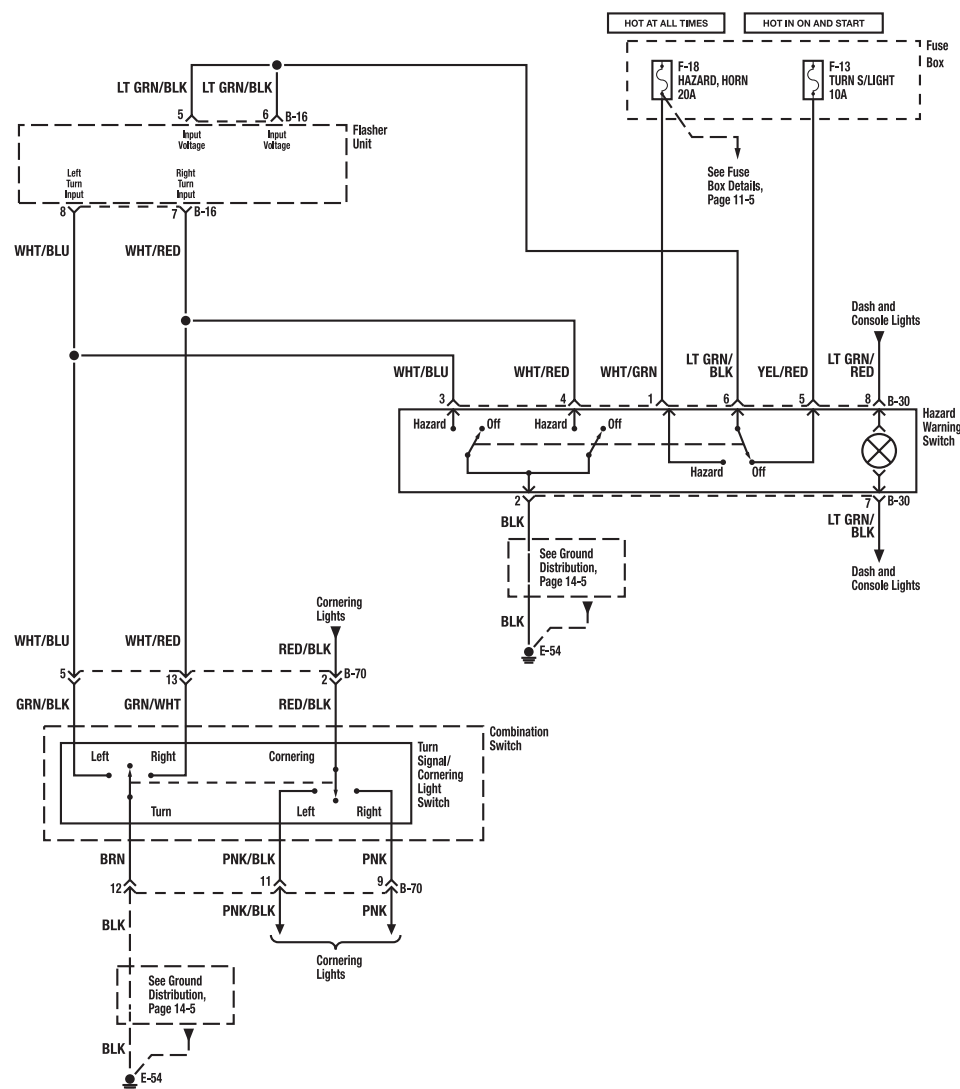 HOT AT ALL TIMES
HOT IN ON AND START
Fuse
Box
F-18
HAZARD, HORN
20A
F-13
TURN S/LIGHT
10A
See Fuse
Box Details,
Page 11-5
LT GRN/BLK
LT GRN/BLK
5
6
B-16
Input
Voltage
Input
Voltage
Flasher
Unit
Left
Turn
Input
Right
Turn
Input
8
7
B-16
WHT/BLU
WHT/RED
Dash and
Console Lights
WHT/BLU
WHT/RED
WHT/GRN
LT GRN/
BLK
YEL/RED
LT GRN/
RED
3
4
1
6
5
8
B-30
Hazard
Off
Hazard
Off
Hazard
Off
Hazard
Warning
Switch
2
7
B-30
BLK
LT GRN/
BLK
See Ground
Distribution,
Page 14-5
Dash and
Console Lights
BLK
E-54
Cornering
Lights
WHT/BLU
WHT/RED
RED/BLK
5
13
2
B-70
GRN/BLK
GRN/WHT
RED/BLK
Combination
Switch
Left
Right
Cornering
Turn
Signal/
Cornering
Light
Switch
Turn
Left
Right
BRN
PNK/BLK
PNK
12
11
9
B-70
BLK
PNK/BLK
PNK
Cornering
Lights
See Ground
Distribution,
Page 14-5
BLK
E-54